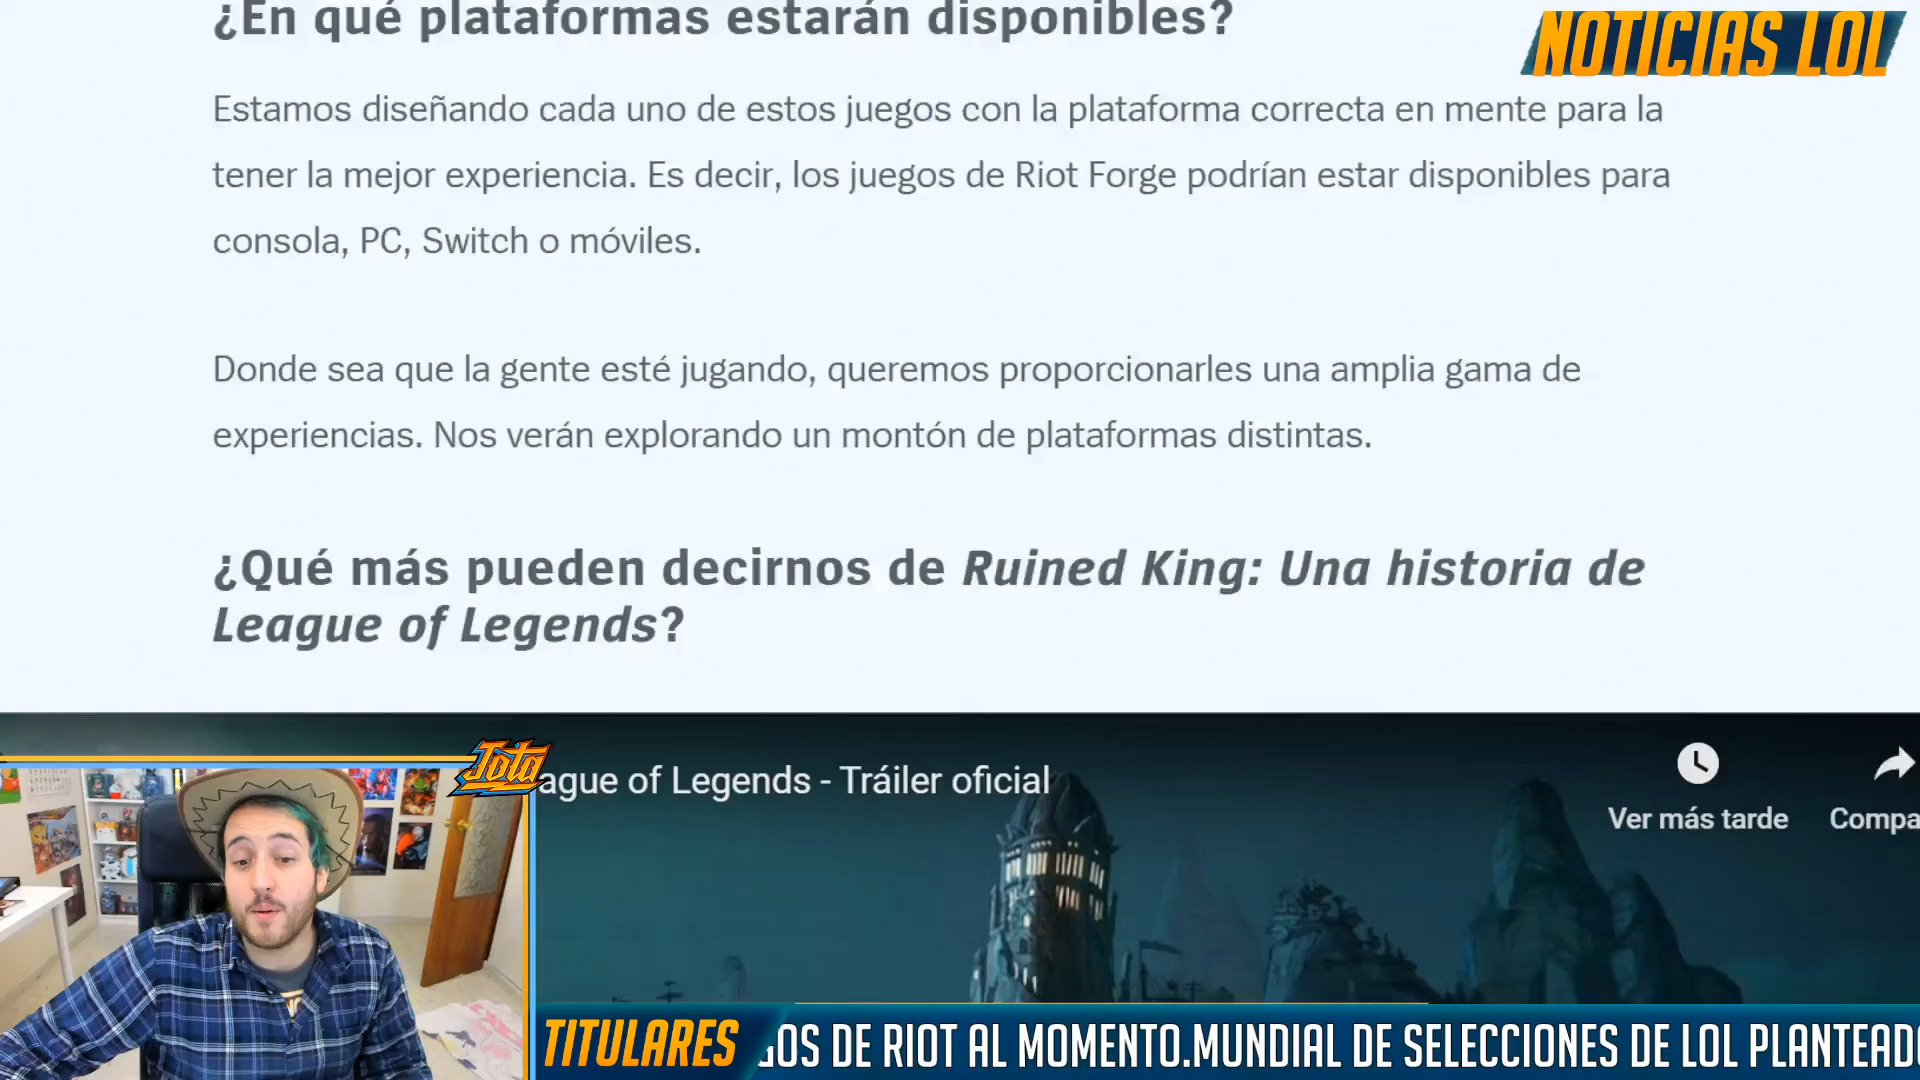 ¿En qué plataformas estarán disponibles?
NOTICIAS LOL
Estamos diseñando cada uno de estos juegos con la plataforma correcta en mente para la
tener la mejor experiencia. Es decir, los juegos de Riot Forge podrían estar disponibles para
consola, PC, Switch o móviles.
Donde sea que la gente esté jugando, queremos proporcionarles una amplia gama de
experiencias. Nos verán explorando un montón de plataformas distintas.
¿Qué más pueden decirnos de Ruined King: Una historia de
League of Legends?
Jota
ague of Legends - Tráiler oficial
Ver más tarde
Compa
TITULARES
GOS DE RIOT AL MOMENTO.MUNDIAL DE SELECCIONES DE LOL PLANTEADO